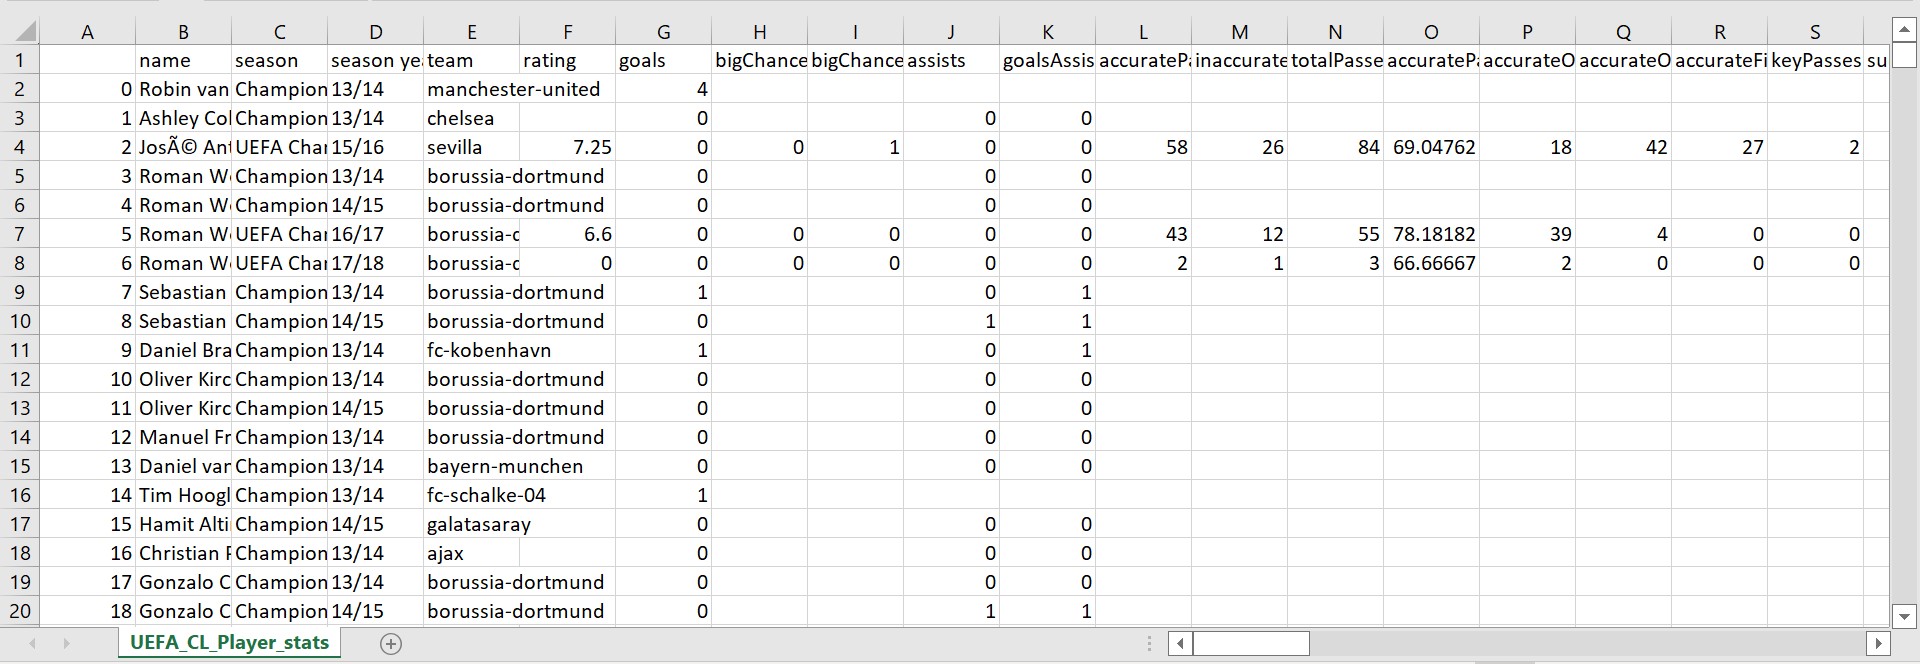 A B C D E F G H I J K L M N O P Q R S
1 name season season yea team rating goals bigChance bigChance assists goalsAssis accuratePa inaccurate totalPasse accuratePa accurateO accurateO accurateFi keyPasses su
2 0 Robin van Champion 13/14 manchester-united 4
3 1 Ashley Col Champion 13/14 chelsea 0 0 0
4 2 JosÃ© Ant UEFA Char 15/16 sevilla 7.25 0 0 1 0 0 58 26 84 69.04762 18 42 27 2
5 3 Roman We Champion 13/14 borussia-dortmund 0 0 0
6 4 Roman We Champion 14/15 borussia-dortmund 0 0 0
7 5 Roman We UEFA Char 16/17 borussia-d 6.6 0 0 0 0 0 43 12 55 78.18182 39 4 0 0
8 6 Roman We UEFA Char 17/18 borussia-d 0 0 0 0 0 0 2 1 3 66.66667 2 0 0 0
9 7 Sebastian Champion 13/14 borussia-dortmund 1 0 1
10 8 Sebastian Champion 14/15 borussia-dortmund 0 1 1
11 9 Daniel Bra Champion 13/14 fc-kobenhavn 1 0 1
12 10 Oliver Kirc Champion 13/14 borussia-dortmund 0 0 0
13 11 Oliver Kirc Champion 14/15 borussia-dortmund 0 0 0
14 12 Manuel Fr Champion 13/14 borussia-dortmund 0 0 0
15 13 Daniel van Champion 13/14 bayern-munchen 0 0 0
16 14 Tim Hoogl Champion 13/14 fc-schalke-04 1
17 15 Hamit Alti Champion 14/15 galatasaray 0 0 0
18 16 Christian P Champion 13/14 ajax 0 0 0
19 17 Gonzalo C Champion 13/14 borussia-dortmund 0 0 0
20 18 Gonzalo C Champion 14/15 borussia-dortmund 0 1 1
UEFA_CL_Player_stats